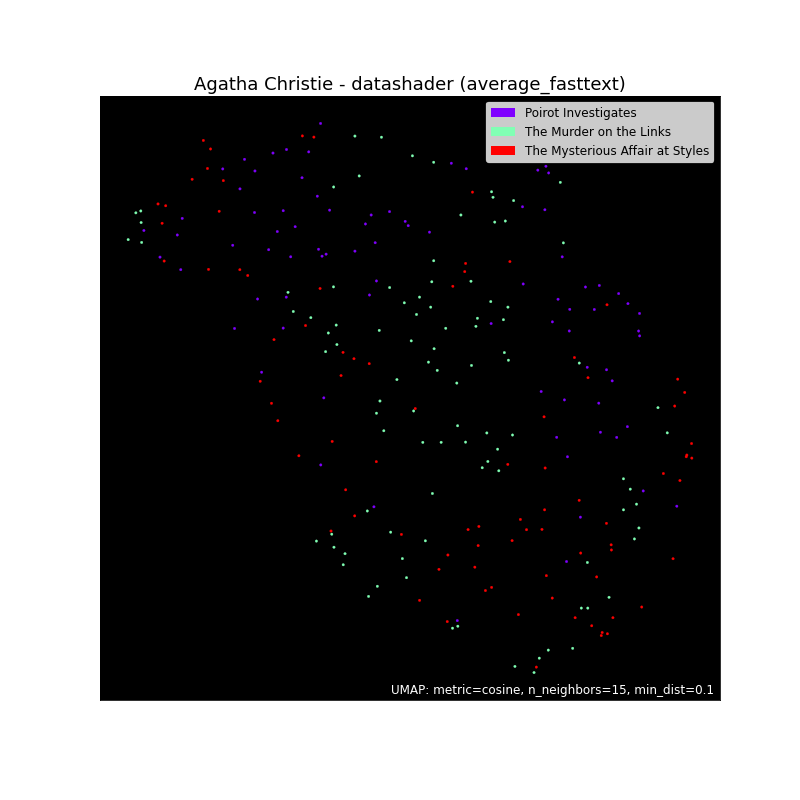 Agatha Christie - datashader (average_fasttext)
Poirot Investigates
The Murder on the Links
The Mysterious Affair at Styles
UMAP: metric=cosine, n_neighbors=15, min_dist=0.1